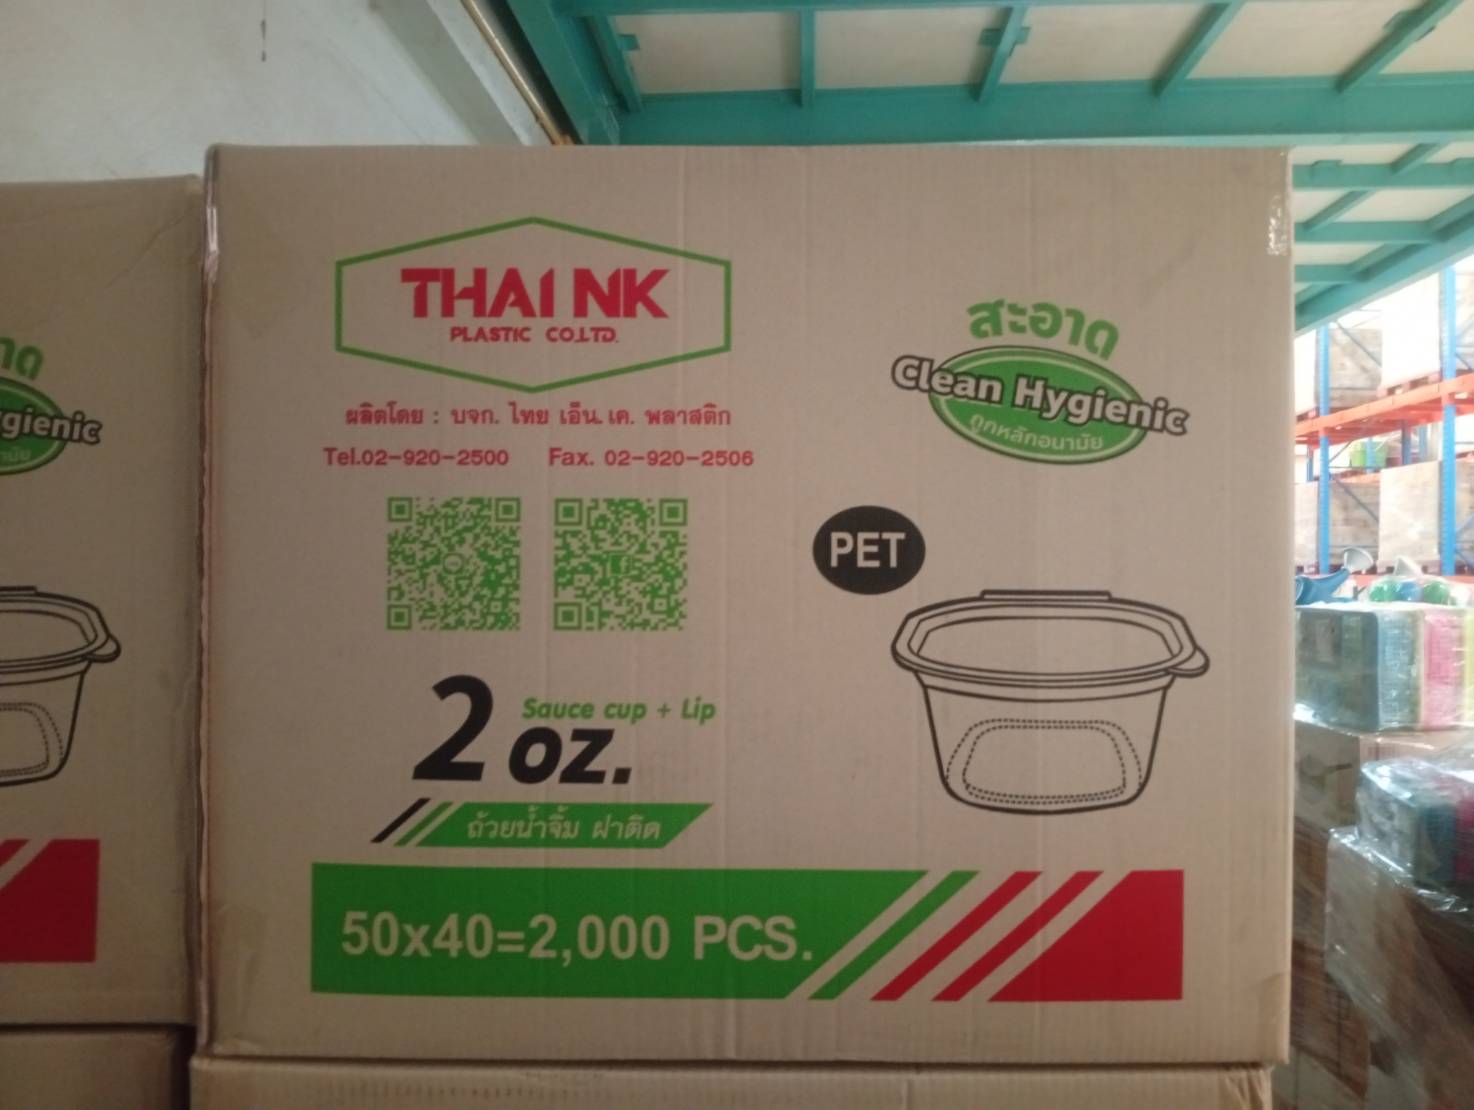 THAI NK
PLASTIC CO.,LTD.
ผลิตโดย : บจก. ไทย เอ็น.เค. พลาสติก
Tel.02-920-2500 Fax. 02-920-2506
สะอาด
Clean Hygienic
ถูกหลักอนามัย
PET
2 oz.
Sauce cup + Lip
ถ้วยน้ำจิ้ม ฝาติด
50x40=2,000 PCS.